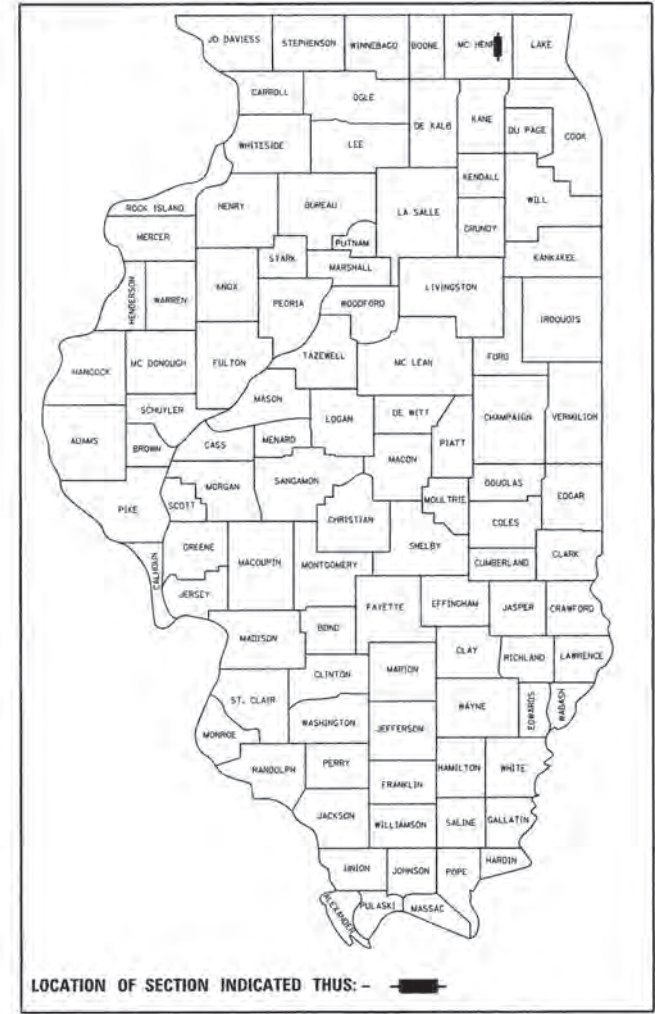 JO DAVIESS STEPHENSON WINNEBAGO BOONE MC HENR LAKE
CARROLL OGLE DE KALB KANE DU PAGE COOK
WHITESIDE LEE KENDALL WILL
ROCK ISLAND HENRY BUREAU LA SALLE GRUNDY
MERCER PUTNAM KANKAKEE
STARK MARSHALL
HENDERSON WARREN KNOX PEORIA WOODFORD LIVINGSTON IROQUOIS
HANCOCK MC DONOUGH FULTON TAZEWELL MC LEAN FORD
SCHUYLER MASON LOGAN DE WITT CHAMPAIGN VERMILION
ADAMS BROWN CASS MENARD PIATT
MACON
PIKE SCOTT MORGAN SANGAMON MOULTRIE DOUGLAS EDGAR
CHRISTIAN COLES
CALHOUN GREENE MACOUPIN MONTGOMERY SHELBY CUMBERLAND CLARK
JERSEY FAYETTE EFFINGHAM JASPER CRAWFORD
MADISON BOND
CLAY RICHLAND LAWRENCE
CLINTON MARION
ST. CLAIR WAYNE EDWARDS WABASH
MONROE WASHINGTON JEFFERSON
RANDOLPH PERRY HAMILTON WHITE
FRANKLIN
JACKSON WILLIAMSON SALINE GALLATIN
UNION JOHNSON POPE HARDIN
ALEXANDER PULASKI MASSAC
LOCATION OF SECTION INDICATED THUS: -